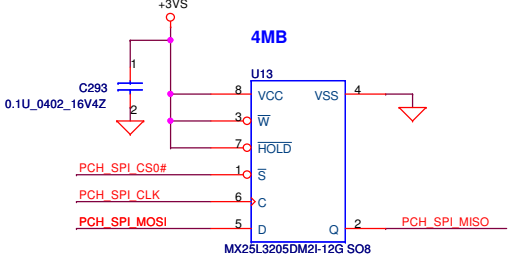 +3VS
4MB
U13
1
C293
0.1U_0402_16V4Z
2
8 VCC VSS 4
3 W
7 HOLD
PCH_SPI_CS0# 1 S
PCH_SPI_CLK 6 C
PCH_SPI_MOSI 5 D Q 2 PCH_SPI_MISO
MX25L3205DM2I-12G SO8